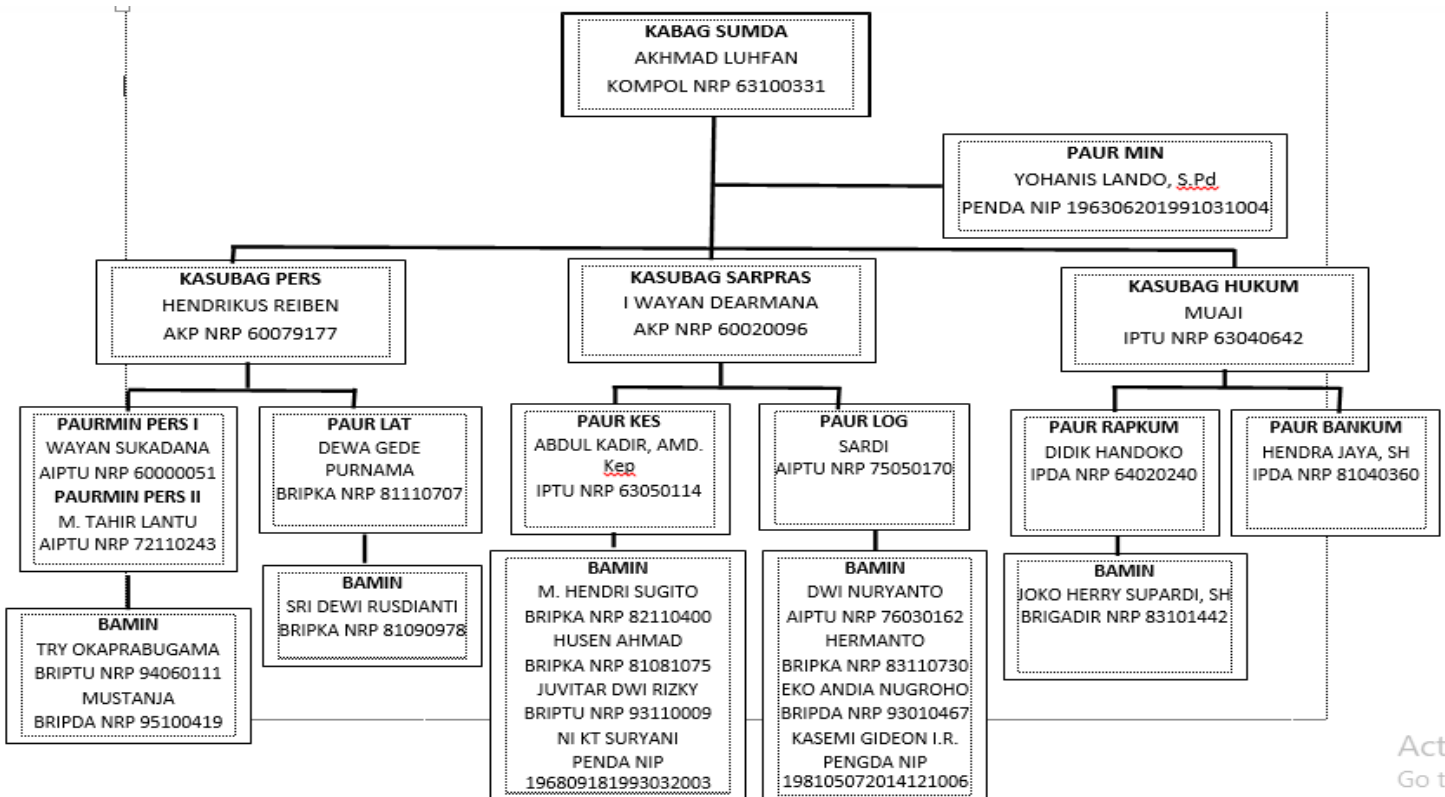 KABAG SUMDA
AKHMAD LUHFAN
KOMPOL NRP 63100331
PAUR MIN
YOHANIS LANDO, S.Pd
PENDA NIP 196306201991031004
KASUBAG PERS
HENDRIKUS REIBEN
AKP NRP 60079177
KASUBAG SARPRAS
I WAYAN DEARMANA
AKP NRP 60020096
KASUBAG HUKUM
MUAJI
IPTU NRP 63040642
PAURMIN PERS I
WAYAN SUKADANA
AIPTU NRP 60000051
PAURMIN PERS II
M. TAHIR LANTU
AIPTU NRP 72110243
PAUR LAT
DEWA GEDE
PURNAMA
BRIPKA NRP 81110707
PAUR KES
ABDUL KADIR, AMD.
Kep
IPTU NRP 63050114
PAUR LOG
SARDI
AIPTU NRP 75050170
PAUR RAPKUM
DIDIK HANDOKO
IPDA NRP 64020240
PAUR BANKUM
HENDRA JAYA, SH
IPDA NRP 81040360
BAMIN
TRY OKAPRABUGAMA
BRIPTU NRP 94060111
MUSTANJA
BRIPDA NRP 95100419
BAMIN
SRI DEWI RUSDIANTI
BRIPKA NRP 81090978
BAMIN
M. HENDRI SUGITO
BRIPKA NRP 82110400
HUSEN AHMAD
BRIPKA NRP 81081075
JUVITAR DWI RIZKY
BRIPTU NRP 93110009
NI KT SURYANI
PENDA NIP
196809181993032003
BAMIN
DWI NURYANTO
AIPTU NRP 76030162
HERMANTO
BRIPKA NRP 83110730
EKO ANDIA NUGROHO
BRIPDA NRP 93010467
KASEMI GIDEON I.R.
PENGDA NIP
198105072014121006
BAMIN
JOKO HERRY SUPARDI, SH
BRIGADIR NRP 83101442
Act
Go t